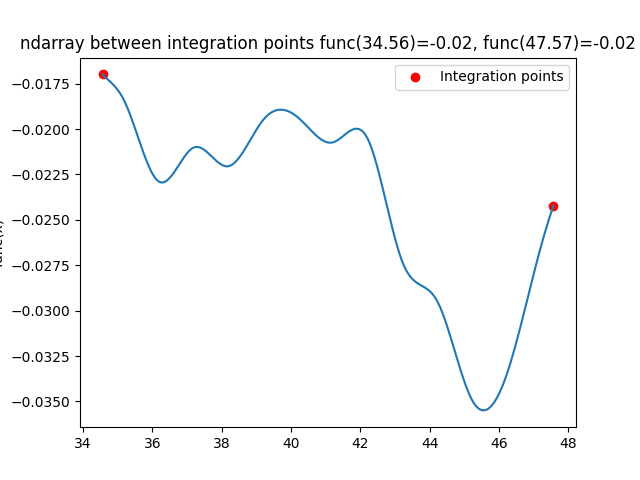 ndarray between integration points func(34.56)=-0.02, func(47.57)=-0.02
Integration points
−0.0175
−0.0200
−0.0225
−0.0250
−0.0275
−0.0300
−0.0325
−0.0350
34 36 38 40 42 44 46 48